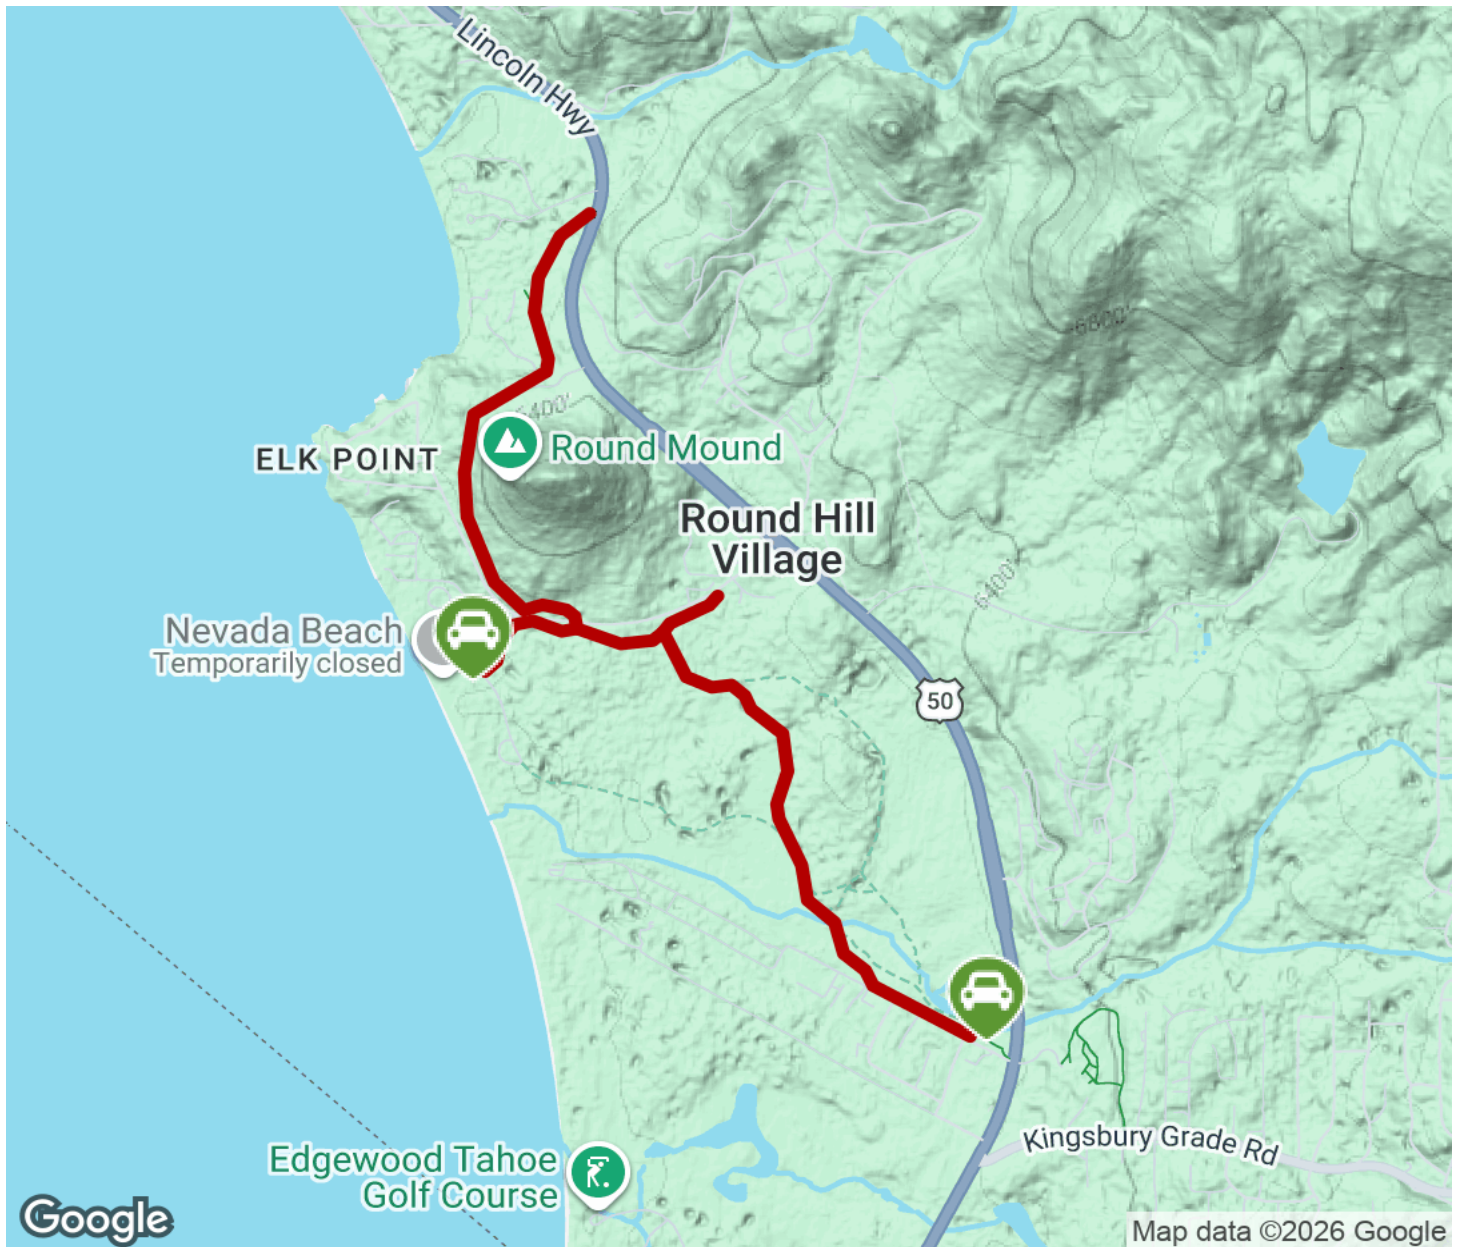 Lincoln Hwy
6800'
6400'
ELK POINT
Round Mound
Round Hill
Village
6400'
Nevada Beach
Temporarily closed
50
Edgewood Tahoe
Golf Course
Kingsbury Grade Rd
Google
Map data ©2026 Google